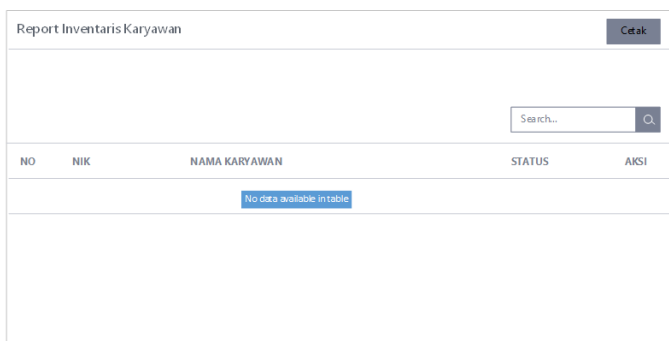 Report Inventaris Karyawan
Cetak
Search...
NO NIK NAMA KARYAWAN STATUS AKSI
No data available in table